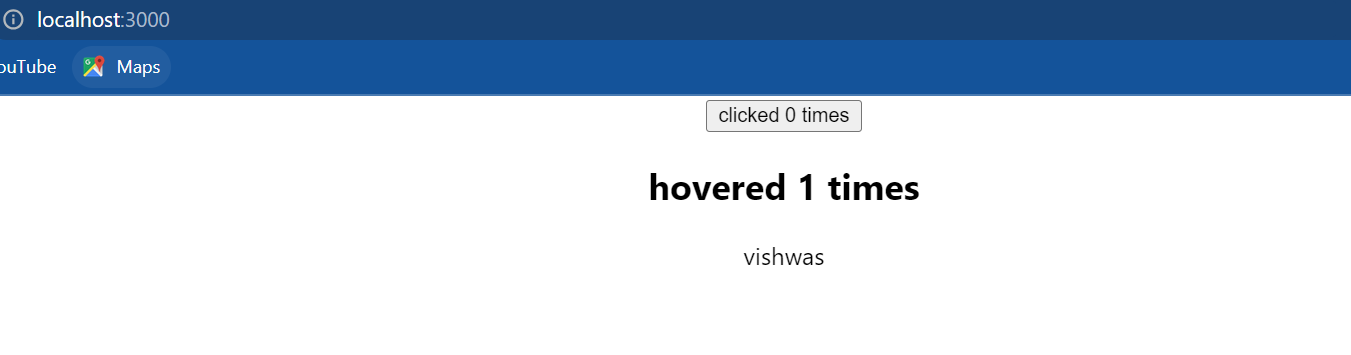 localhost:3000
ouTube Maps
clicked 0 times
hovered 1 times
vishwas